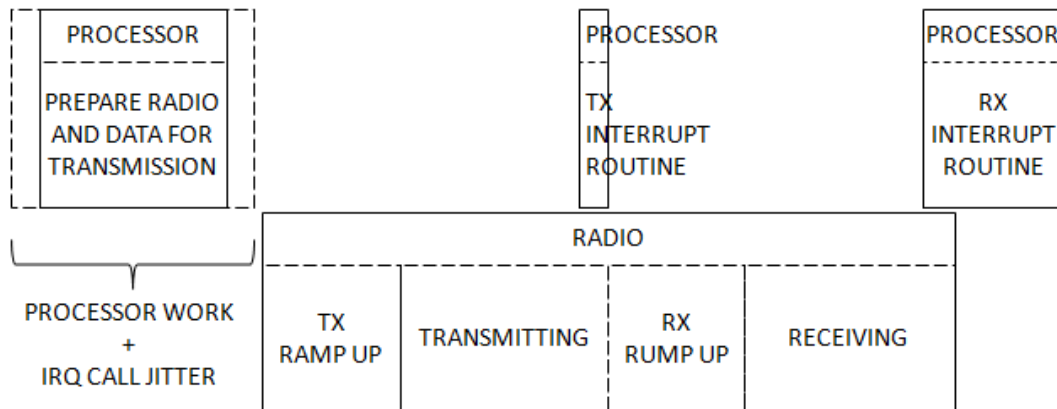 PROCESSOR
PREPARE RADIO
AND DATA FOR
TRANSMISSION
PROCESSOR
TX
INTERRUPT
ROUTINE
PROCESSOR
RX
INTERRUPT
ROUTINE
PROCESSOR WORK
+
IRQ CALL JITTER
RADIO
TX
RAMP UP
TRANSMITTING
RX
RUMP UP
RECEIVING